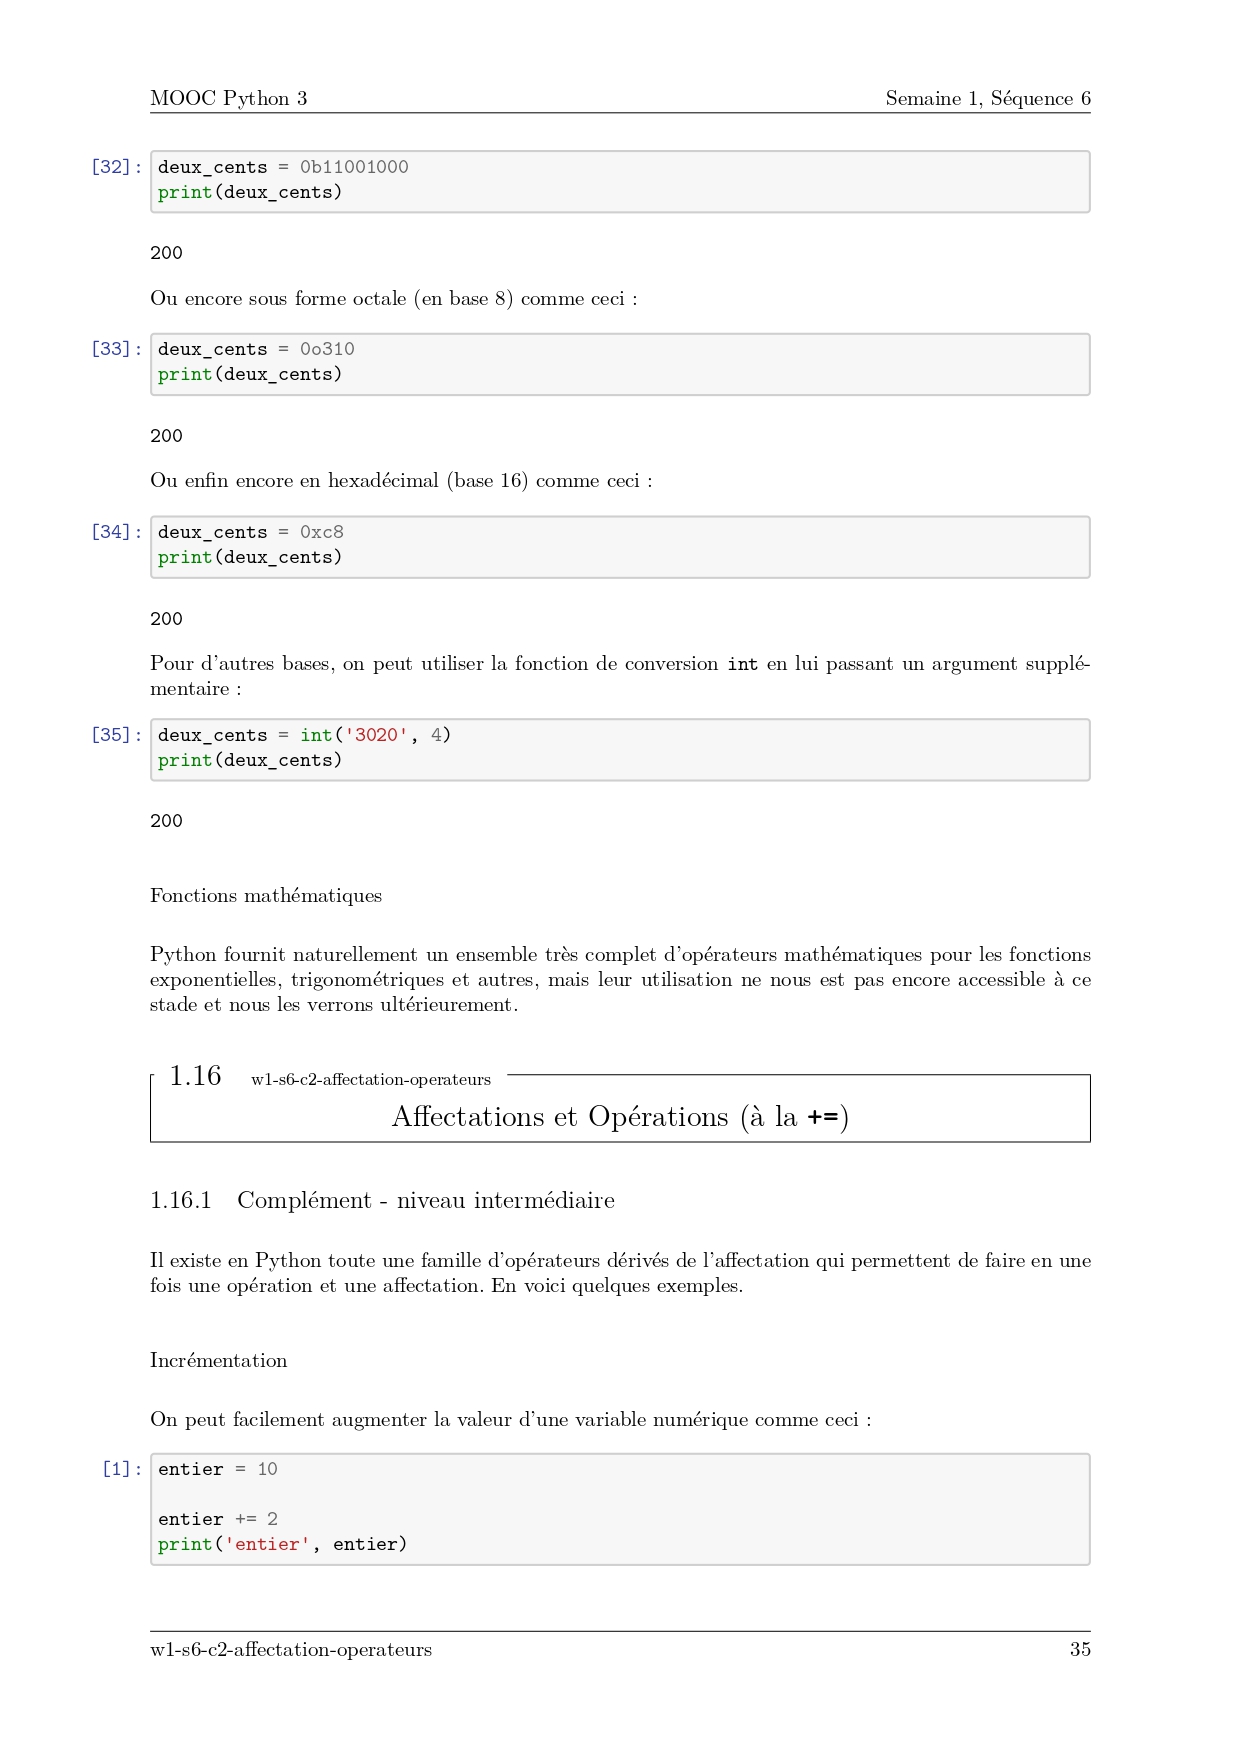 MOOC Python 3 Semaine 1, Séquence 6
[32]: deux_cents = 0b11001000
print(deux_cents)
200
Ou encore sous forme octale (en base 8) comme ceci :
[33]: deux_cents = 0o310
print(deux_cents)
200
Ou enfin encore en hexadécimal (base 16) comme ceci :
[34]: deux_cents = 0xc8
print(deux_cents)
200
Pour d'autres bases, on peut utiliser la fonction de conversion int en lui passant un argument supplé-
mentaire :
[35]: deux_cents = int('3020', 4)
print(deux_cents)
200
Fonctions mathématiques
Python fournit naturellement un ensemble très complet d'opérateurs mathématiques pour les fonctions
exponentielles, trigonométriques et autres, mais leur utilisation ne nous est pas encore accessible à ce
stade et nous les verrons ultérieurement.
1.16 w1-s6-c2-affectation-operateurs
Affectations et Opérations (à la +=)
1.16.1 Complément - niveau intermédiaire
Il existe en Python toute une famille d'opérateurs dérivés de l'affectation qui permettent de faire en une
fois une opération et une affectation. En voici quelques exemples.
Incrémentation
On peut facilement augmenter la valeur d'une variable numérique comme ceci :
[1]: entier = 10
entier += 2
print('entier', entier)
w1-s6-c2-affectation-operateurs 35